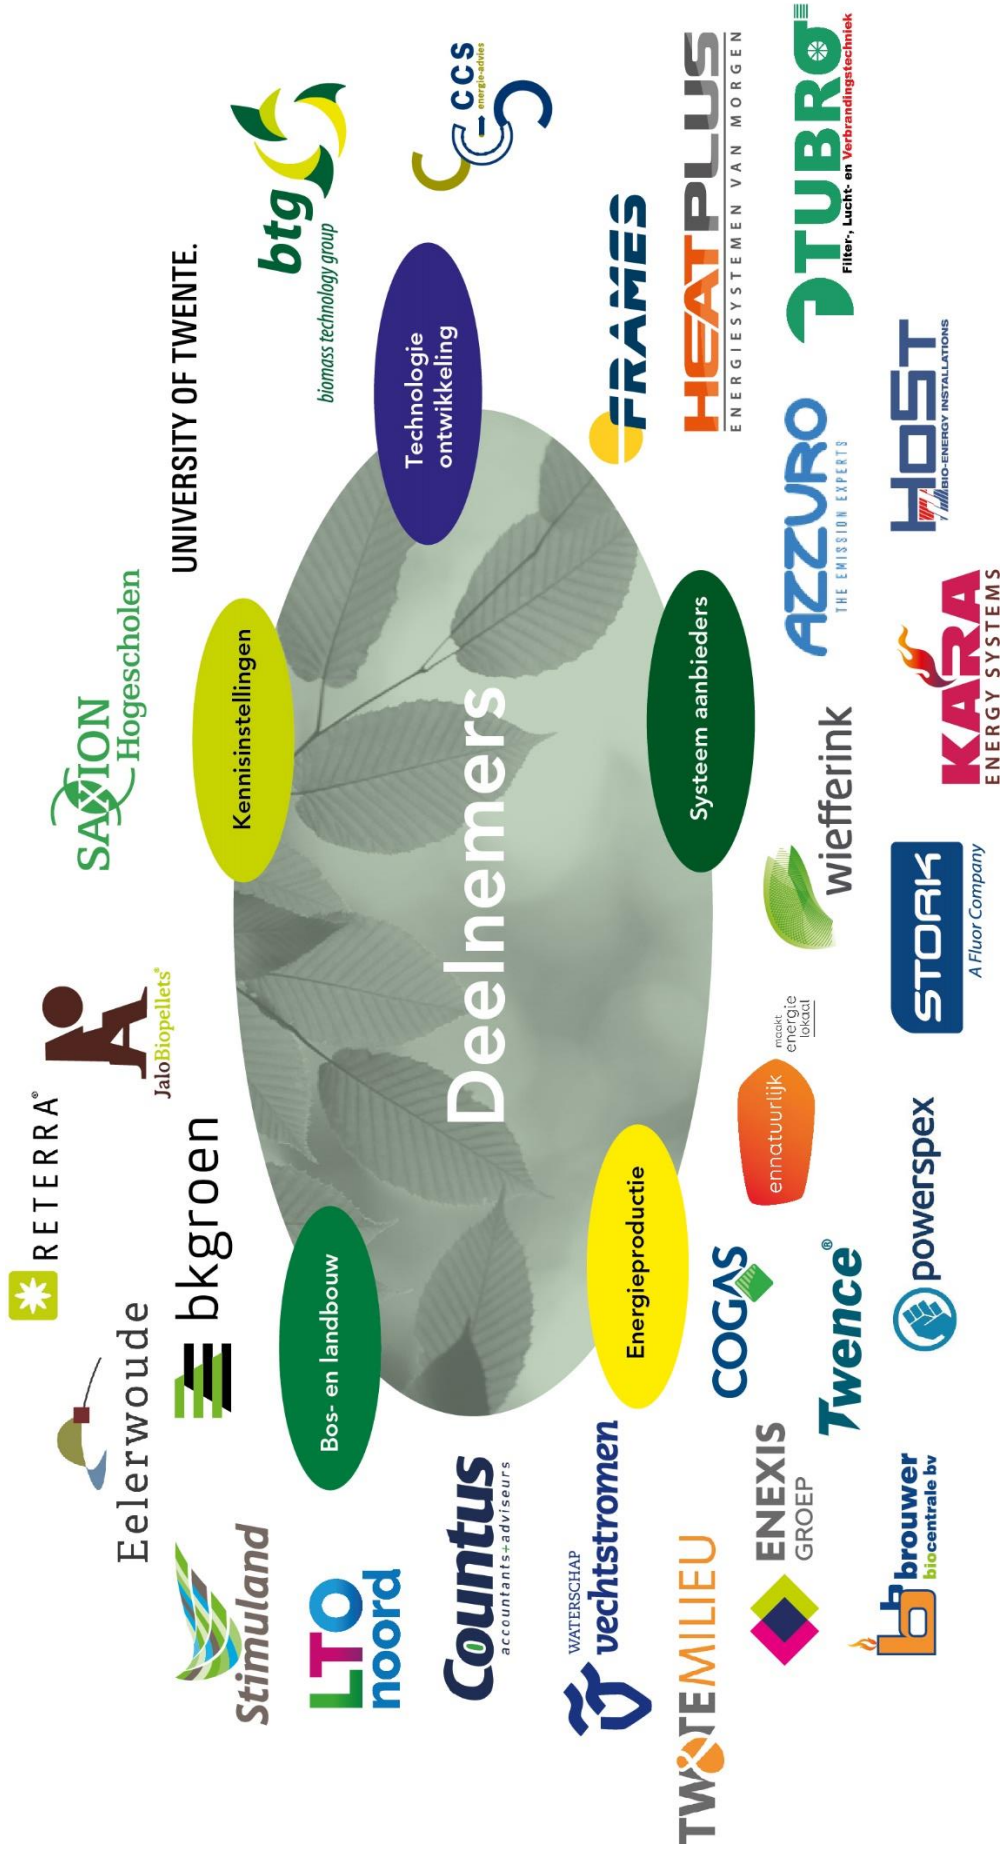 RETERRA®
JaloBiopellets®
SAXION
Hogescholen
UNIVERSITY OF TWENTE.
Eelerwoude
bkgroen
Kennisinstellingen
btg
biomass technology group
Stimuland
Bos- en landbouw
Technologie
ontwikkeling
CCS
energie-advies
LTO
noord
Deelnemers
Countus
accountants+adviseurs
FRAMES
WATERSCHAP
vechtstromen
Energieproductie
Systeem aanbieders
HEATPLUS
ENERGIESYSTEMEN VAN MORGEN
TWENTE MILIEU
COGAS
ennatuurlijk
maakt
energie
lokaal
wiefferink
AZZURO
THE EMISSION EXPERTS
TUBRO
Filter-, Lucht- en Verbrandingstechniek
ENEXIS
GROEP
Twence®
brouwer
biocentrale bv
powerspex
STORK
A Fluor Company
KARA
ENERGY SYSTEMS
HOST
BIO-ENERGY INSTALLATIONS